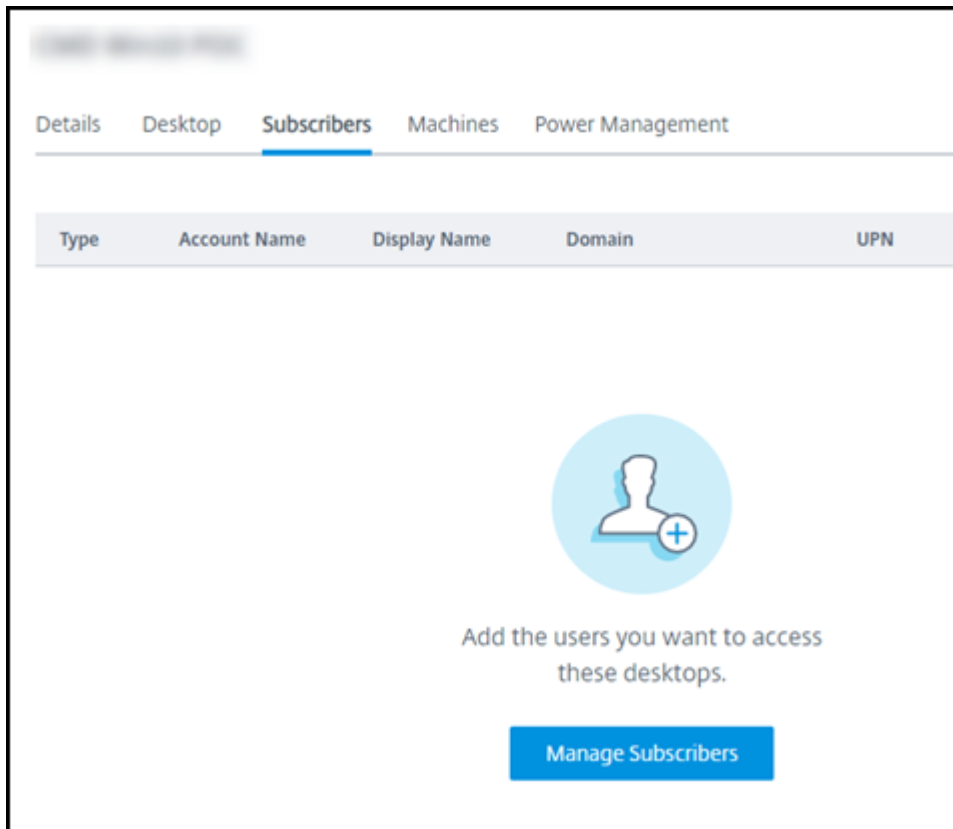 Details Desktop Subscribers Machines Power Management
Type Account Name Display Name Domain UPN
Add the users you want to access
these desktops.
Manage Subscribers